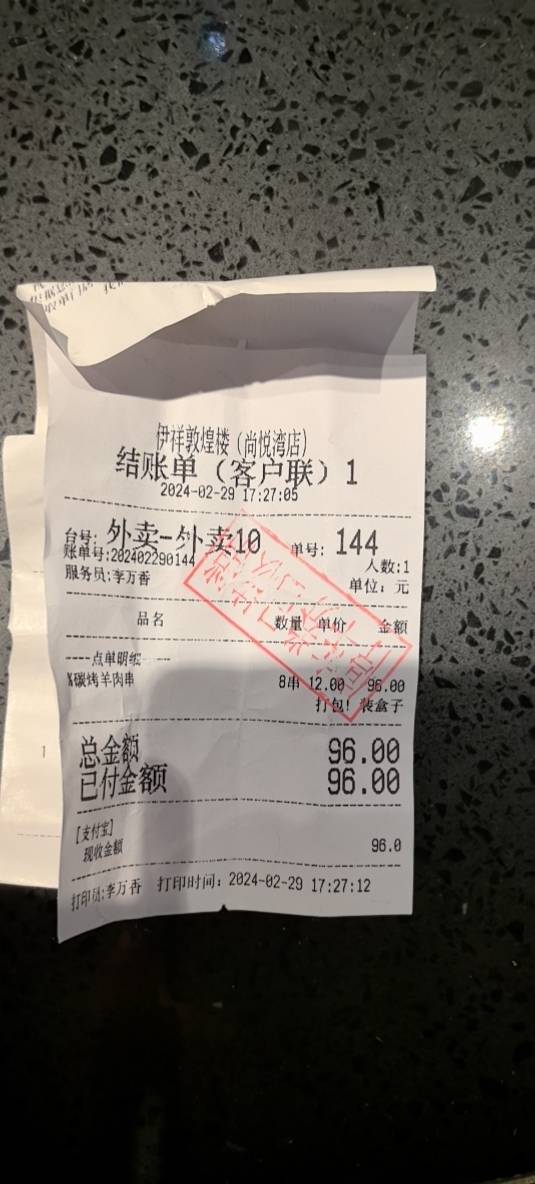 伊祥敦煌楼（尚悦湾店）
结账单（客户联）1
2024-02-29 17:27:05
台号: 外卖-外卖10 单号: 144
账单号:202402290144 人数:1
服务员:李万香 单位: 元
品名 数量 单价 金额
----点单明细----
%碳烤羊肉串 8串 12.00 96.00
打包！装盒子
总金额 96.00
已付金额 96.00
[支付宝]
现收金额 96.0
打印员:李万香 打印时间: 2024-02-29 17:27:12